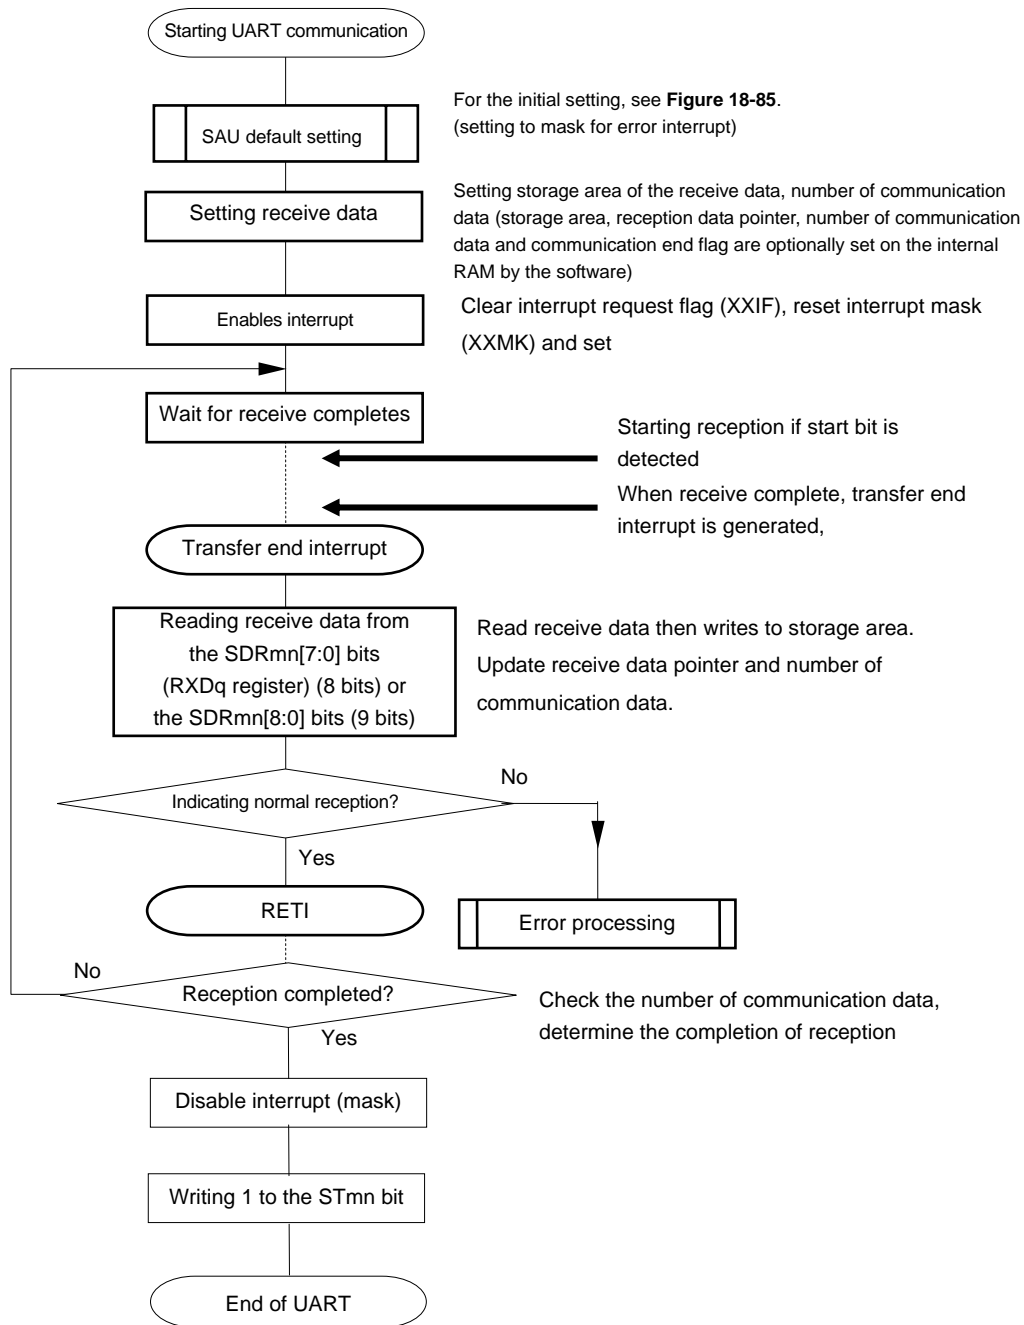 Starting UART communication
For the initial setting, see Figure 18-85.
(setting to mask for error interrupt)
SAU default setting
Setting storage area of the receive data, number of communication
data (storage area, reception data pointer, number of communication
data and communication end flag are optionally set on the internal
RAM by the software)
Setting receive data
Clear interrupt request flag (XXIF), reset interrupt mask
(XXMK) and set
Enables interrupt
Wait for receive completes
Starting reception if start bit is
detected
When receive complete, transfer end
interrupt is generated,
Transfer end interrupt
Reading receive data from
the SDRmn[7:0] bits
(RXDq register) (8 bits) or
the SDRmn[8:0] bits (9 bits)
Read receive data then writes to storage area.
Update receive data pointer and number of
communication data.
No
Indicating normal reception?
Yes
RETI
Error processing
No
Reception completed?
Check the number of communication data,
determine the completion of reception
Yes
Disable interrupt (mask)
Writing 1 to the STmn bit
End of UART